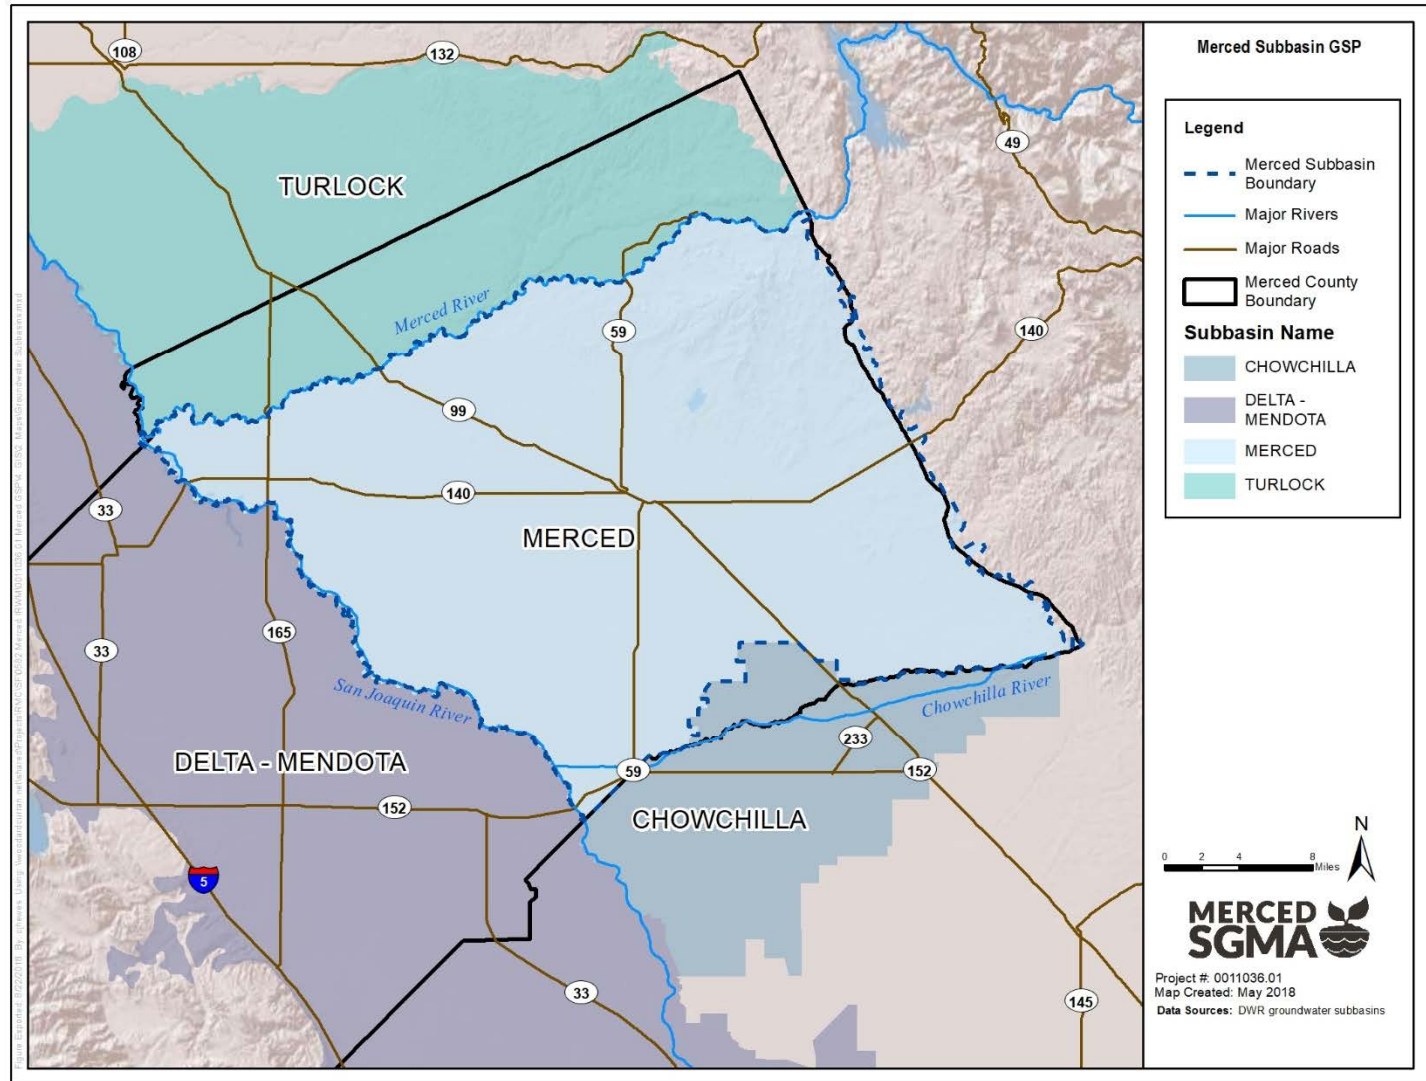 Merced Subbasin GSP
Legend
Merced Subbasin
Boundary
Major Rivers
Major Roads
Merced County
Boundary
Subbasin Name
CHOWCHILLA
DELTA -
MENDOTA
MERCED
TURLOCK
108
132
49
TURLOCK
Merced River
59
140
99
140
33
MERCED
165
33
San Joaquin River
Chowchilla River
233
DELTA - MENDOTA
59
152
152
CHOWCHILLA
5
33
145
N
0 2 4 8
Miles
MERCED
SGMA
Project #: 0011036.01
Map Created: May 2018
Data Sources: DWR groundwater subbasins